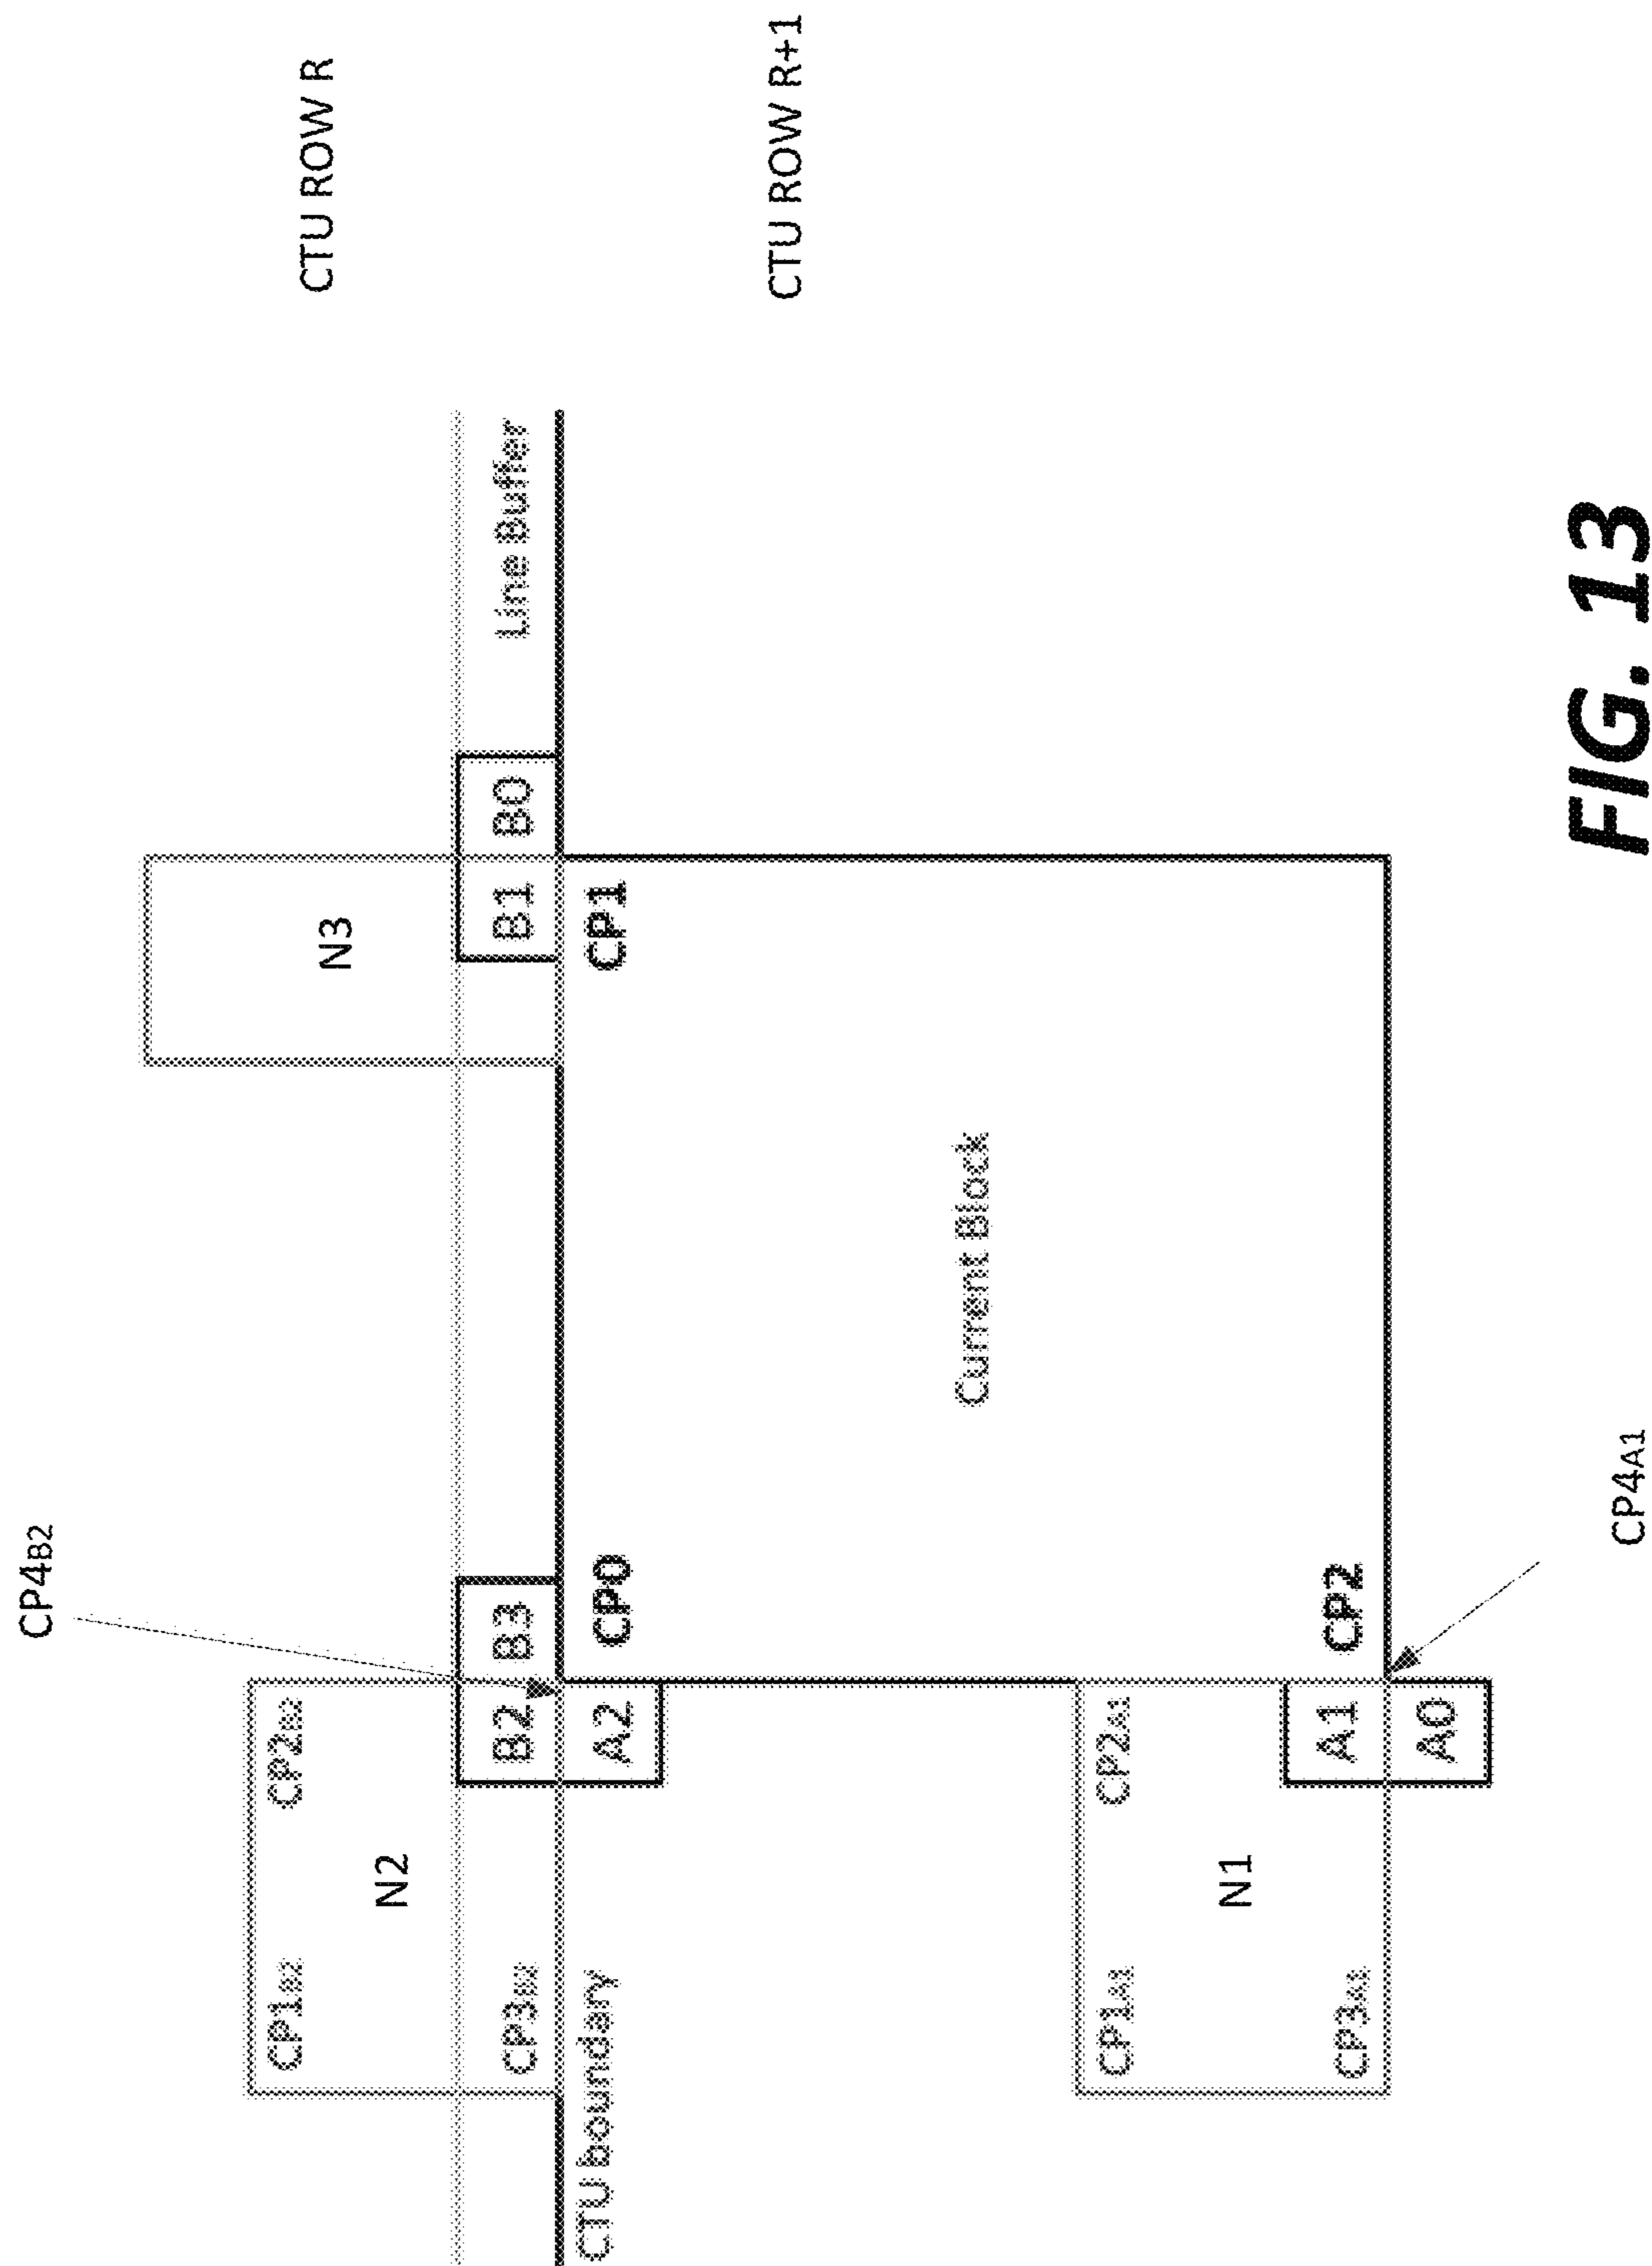 CP4B2
CTU ROW R
N3
CP1B2
CP2B2
N2
CP3B2
B2
B3
B1
B0
Line Buffer
CTU boundary
A2
CP0
CP1
CTU ROW R+1
Current Block
CP1A1
CP2A1
N1
CP3A1
A1
CP2
A0
CP4A1
FIG. 13